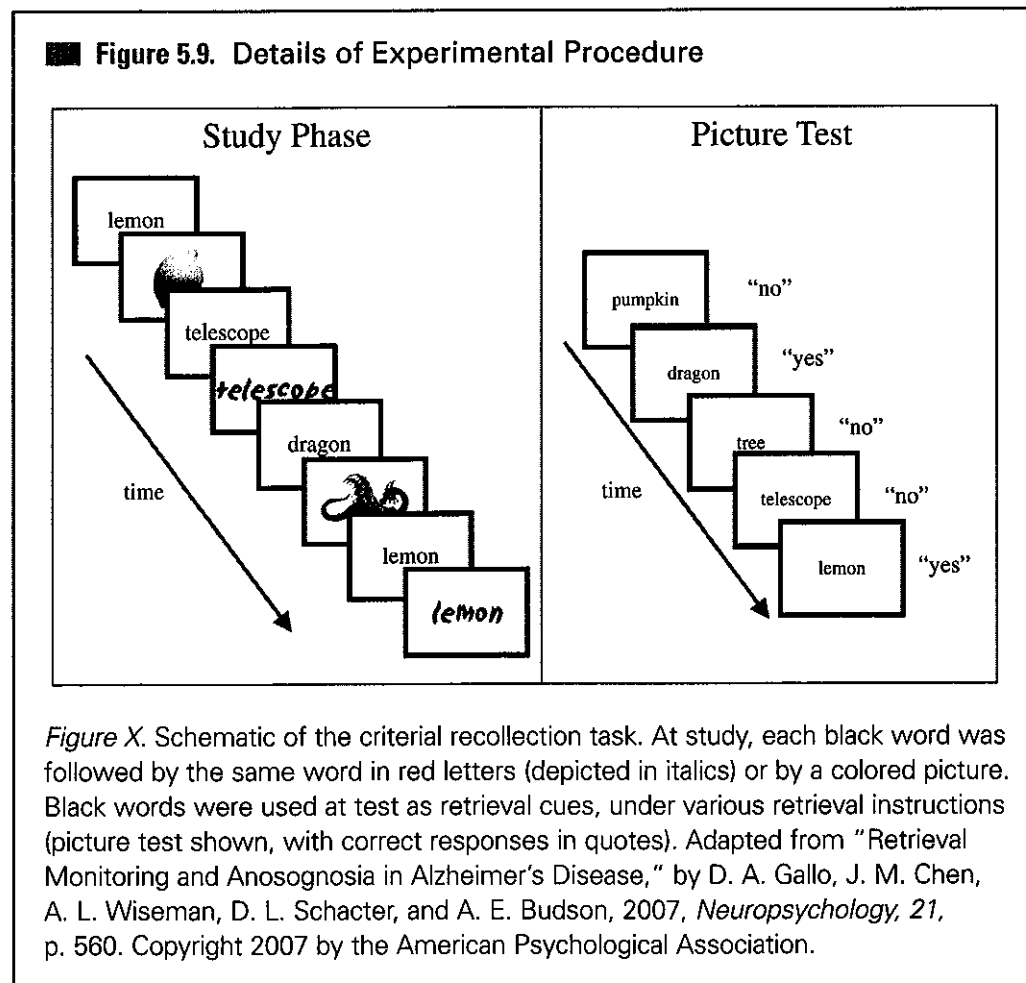 Figure 5.9. Details of Experimental Procedure
Study Phase
lemon
telescope
telescope
dragon
lemon
lemon
time
Picture Test
pumpkin "no"
dragon "yes"
tree "no"
telescope "no"
lemon "yes"
time
Figure X. Schematic of the criterial recollection task. At study, each black word was
followed by the same word in red letters (depicted in italics) or by a colored picture.
Black words were used at test as retrieval cues, under various retrieval instructions
(picture test shown, with correct responses in quotes). Adapted from "Retrieval
Monitoring and Anosognosia in Alzheimer's Disease," by D. A. Gallo, J. M. Chen,
A. L. Wiseman, D. L. Schacter, and A. E. Budson, 2007, Neuropsychology, 21,
p. 560. Copyright 2007 by the American Psychological Association.